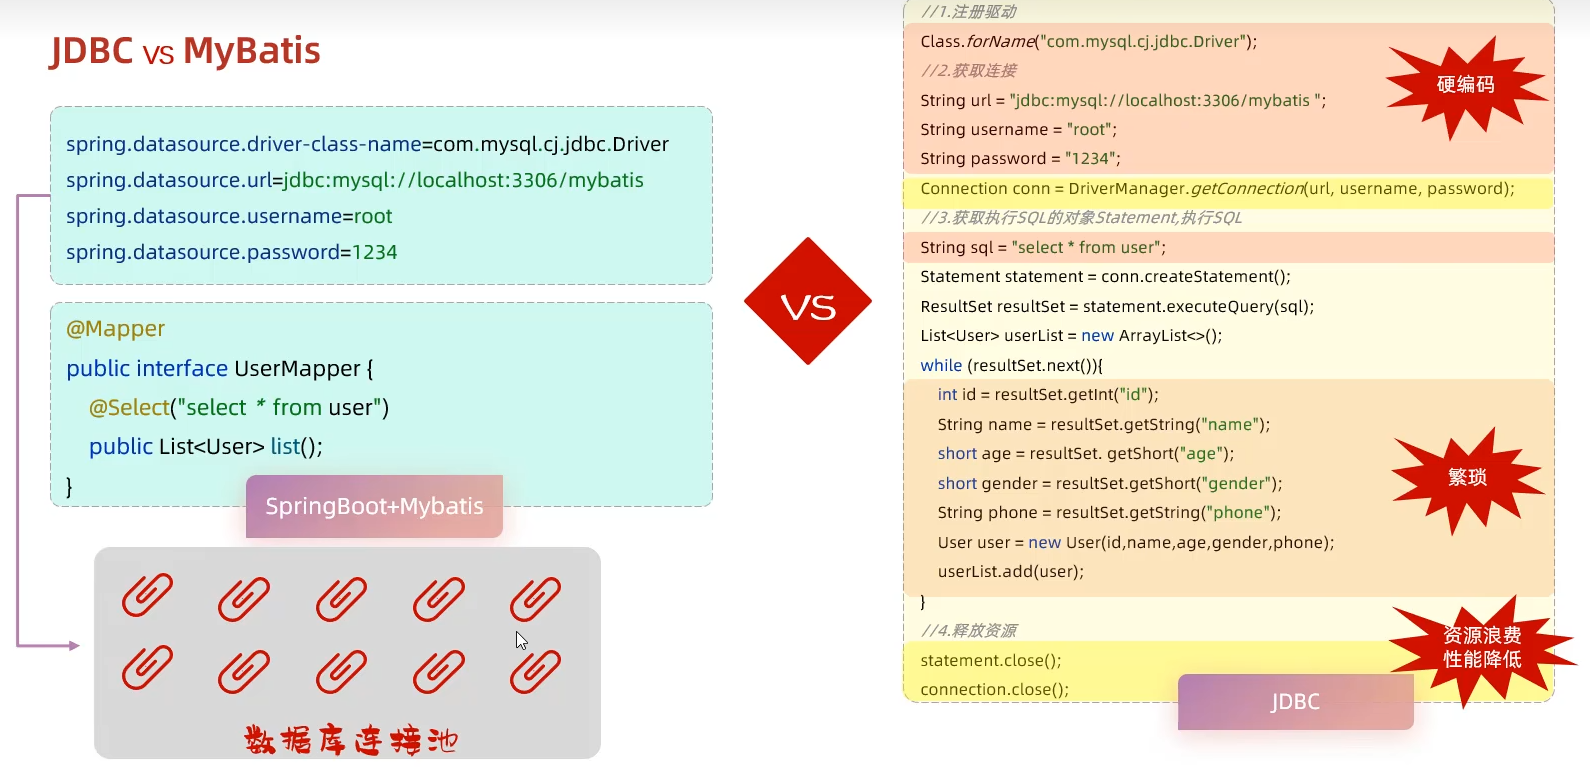 JDBC vs MyBatis
spring.datasource.driver-class-name=com.mysql.cj.jdbc.Driver
spring.datasource.url=jdbc:mysql://localhost:3306/mybatis
spring.datasource.username=root
spring.datasource.password=1234
@Mapper
public interface UserMapper {
@Select("select * from user")
public List<User> list();
}
SpringBoot+Mybatis
数据库连接池
VS
//1.注册驱动
Class.forName("com.mysql.cj.jdbc.Driver");
//2.获取连接
String url = "jdbc:mysql://localhost:3306/mybatis ";
String username = "root";
String password = "1234";
硬编码
Connection conn = DriverManager.getConnection(url, username, password);
//3.获取执行SQL的对象Statement,执行SQL
String sql = "select * from user";
Statement statement = conn.createStatement();
ResultSet resultSet = statement.executeQuery(sql);
List<User> userList = new ArrayList<>();
while (resultSet.next()){
int id = resultSet.getInt("id");
String name = resultSet.getString("name");
short age = resultSet. getShort("age");
short gender = resultSet.getShort("gender");
String phone = resultSet.getString("phone");
User user = new User(id,name,age,gender,phone);
userList.add(user);
繁琐
}
//4.释放资源
statement.close();
connection.close();
资源浪费
性能降低
JDBC